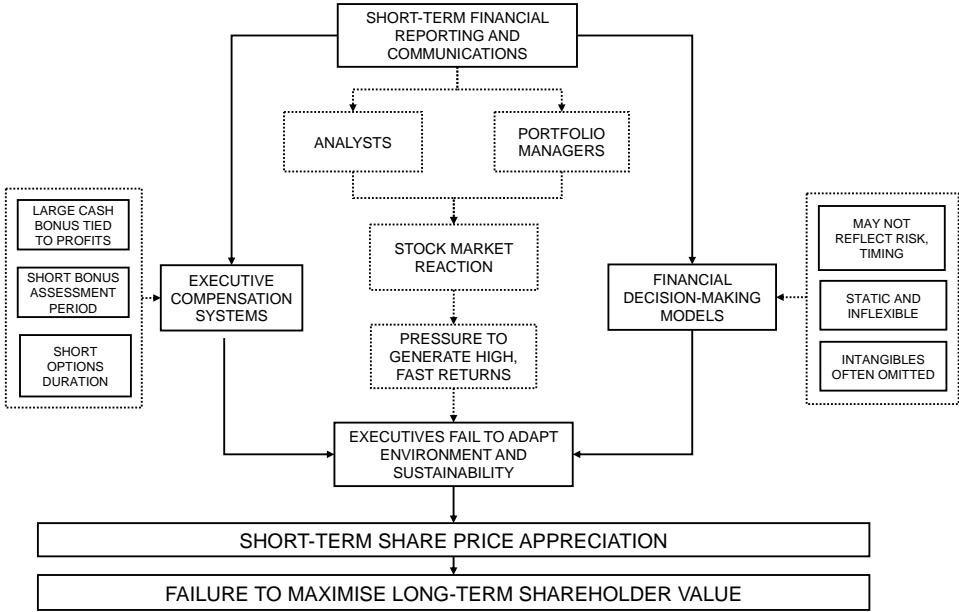 SHORT-TERM FINANCIAL
REPORTING AND
COMMUNICATIONS
ANALYSTS
PORTFOLIO
MANAGERS
LARGE CASH
BONUS TIED
TO PROFITS
SHORT BONUS
ASSESSMENT
PERIOD
SHORT
OPTIONS
DURATION
EXECUTIVE
COMPENSATION
SYSTEMS
STOCK MARKET
REACTION
PRESSURE TO
GENERATE HIGH,
FAST RETURNS
FINANCIAL
DECISION-MAKING
MODELS
MAY NOT
REFLECT RISK,
TIMING
STATIC AND
INFLEXIBLE
INTANGIBLES
OFTEN OMITTED
EXECUTIVES FAIL TO ADAPT
ENVIRONMENT AND
SUSTAINABILITY
SHORT-TERM SHARE PRICE APPRECIATION
FAILURE TO MAXIMISE LONG-TERM SHAREHOLDER VALUE